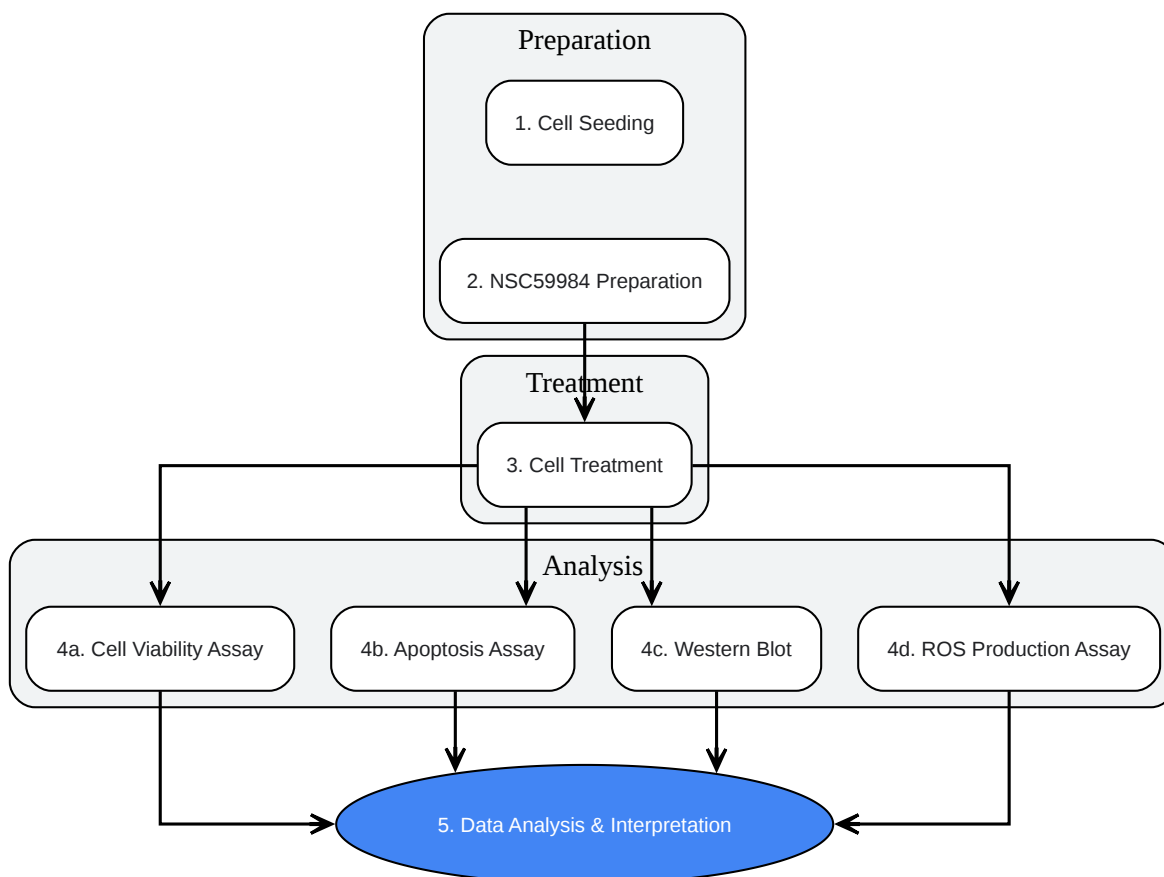 Preparation
1. Cell Seeding
2. NSC59984 Preparation
Treatment
3. Cell Treatment
Analysis
4a. Cell Viability Assay
4b. Apoptosis Assay
4c. Western Blot
4d. ROS Production Assay
5. Data Analysis & Interpretation